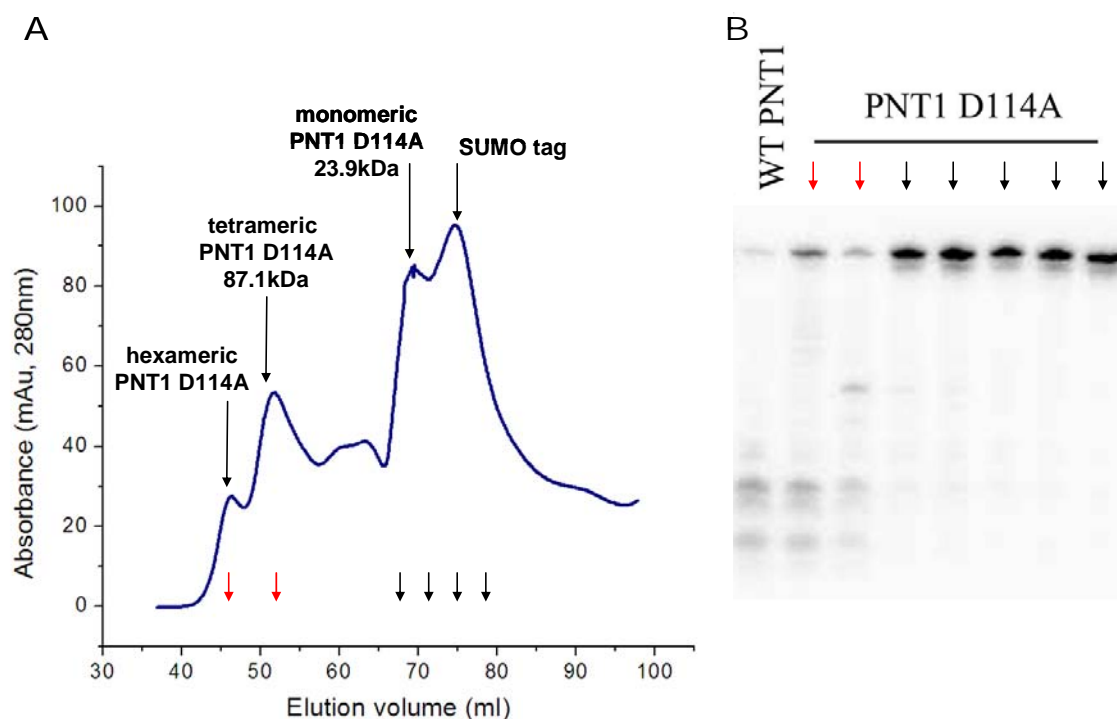 A
monomeric
PNT1 D114A
23.9kDa
SUMO tag
tetrameric
PNT1 D114A
87.1kDa
hexameric
PNT1 D114A
Absorbance (mAu, 280nm)
100
80
60
40
20
0
30 40 50 60 70 80 90 100
Elution volume (ml)
B
WT PNT1
PNT1 D114A